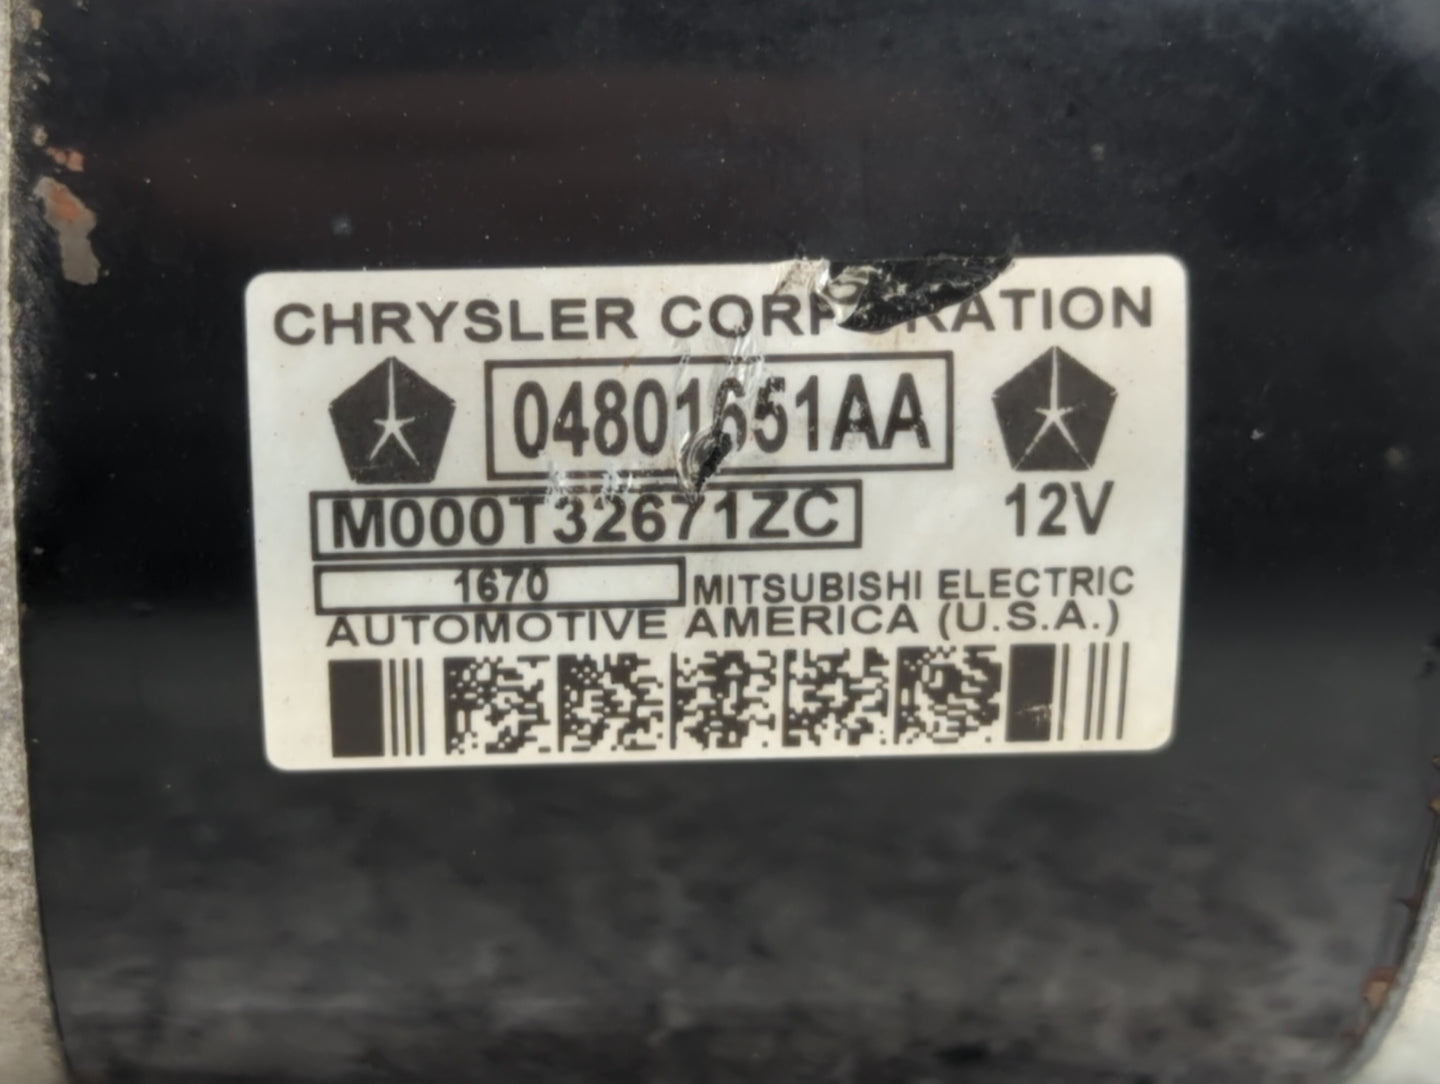 CHRYSLER CORPORATION
04801651AA
M000T32671ZC 12V
1670 MITSUBISHI ELECTRIC
AUTOMOTIVE AMERICA (U.S.A.)